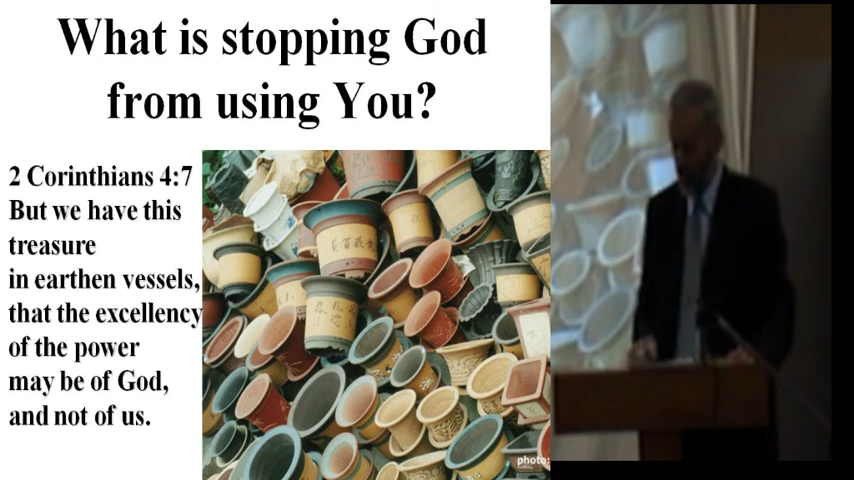 What is stopping God
from using You?
2 Corinthians 4:7
But we have this
treasure
in earthen vessels,
that the excellency
of the power
may be of God,
and not of us.
photo: